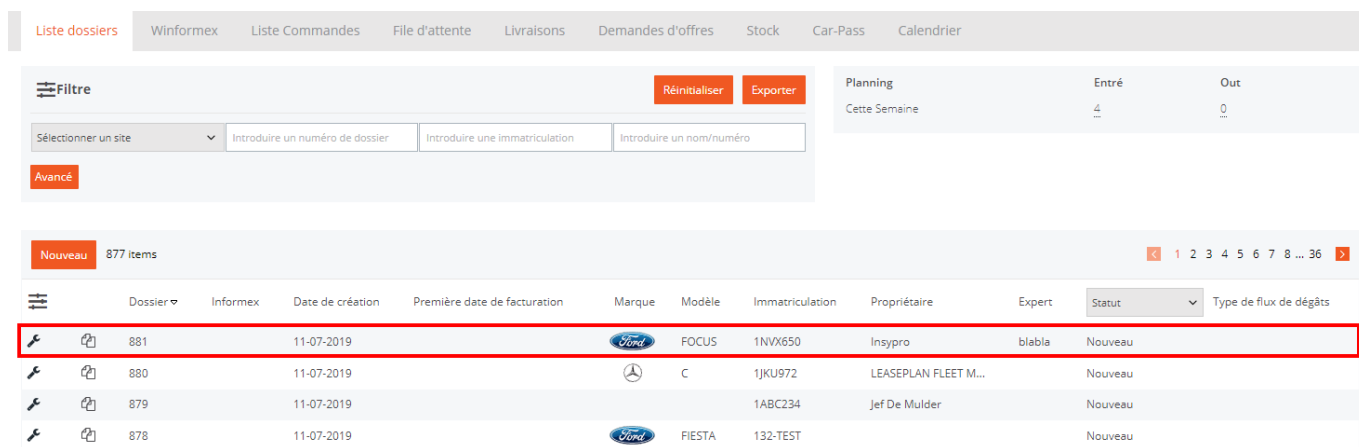 Liste dossiers Winformex Liste Commandes File d'attente Livraisons Demandes d'offres Stock Car-Pass Calendrier
Filtre Réinitialiser Exporter
Planning Entré Out
Cette Semaine 4 0
Sélectionner un site Introduire un numéro de dossier Introduire une immatriculation Introduire un nom/numéro
Avancé
Nouveau 877 items < 1 2 3 4 5 6 7 8 ... 36 >
Dossier Informex Date de création Première date de facturation Marque Modèle Immatriculation Propriétaire Expert Statut Type de flux de dégâts
881 11-07-2019 Ford FOCUS 1NVX650 Insypro blabla Nouveau
880 11-07-2019 C 1JKU972 LEASEPLAN FLEET M... Nouveau
879 11-07-2019 1ABC234 Jef De Mulder Nouveau
878 11-07-2019 Ford FIESTA 132-TEST Nouveau